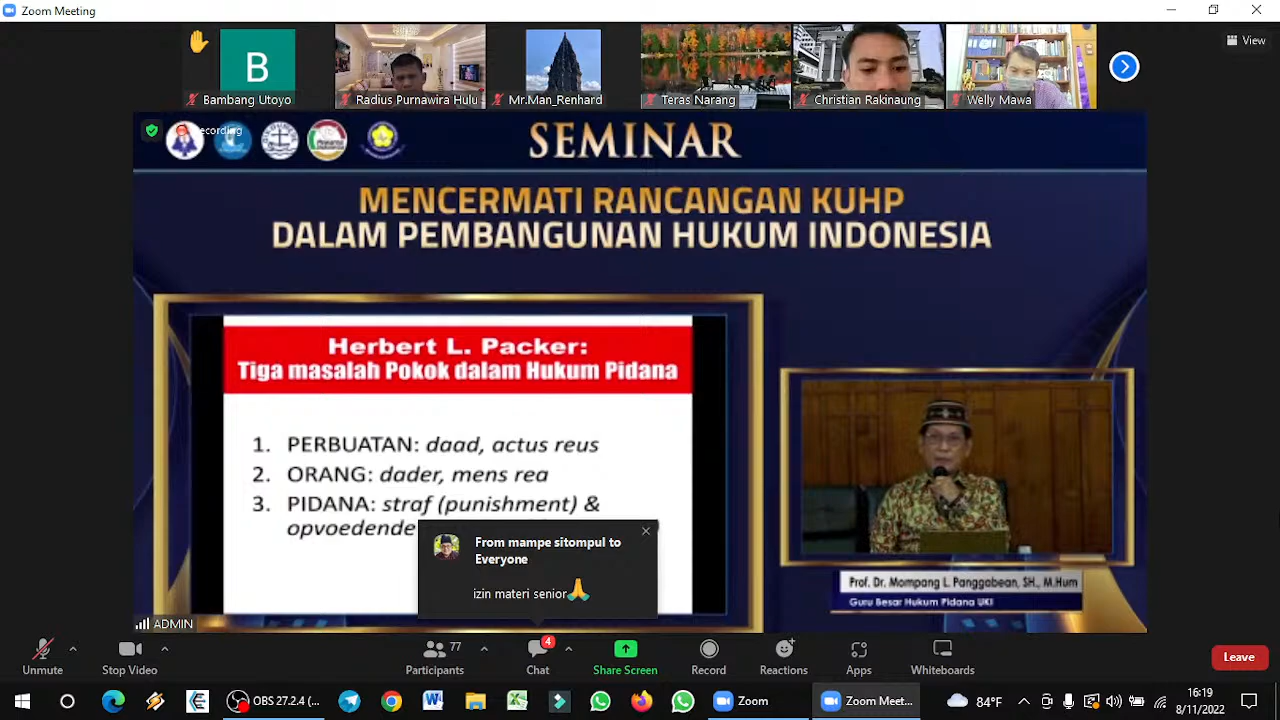 Zoom Meeting
View
B
Bambang Utoyo
Radius Purnawira Hulu
Mr.Man_Renhard
Teras Narang
Christian Rakinaung
Welly Mawa
Recording
SEMINAR
MENCERMATI RANCANGAN KUHP
DALAM PEMBANGUNAN HUKUM INDONESIA
Herbert L. Packer:
Tiga masalah Pokok dalam Hukum Pidana
1. PERBUATAN: daad, actus reus
2. ORANG: dader, mens rea
3. PIDANA: straf (punishment) &
opvoedende
From mampe sitompul to
Everyone
izin materi senior🙏
Prof. Dr. Mompang L. Panggabean, SH., M.Hum
Guru Besar Hukum Pidana UKI
ADMIN
Unmute
Stop Video
77
Participants
4
Chat
Share Screen
Record
Reactions
Apps
Whiteboards
Leave
OBS 27.2.4 (...
Zoom
Zoom Meet...
84°F
16:19
8/11/2022